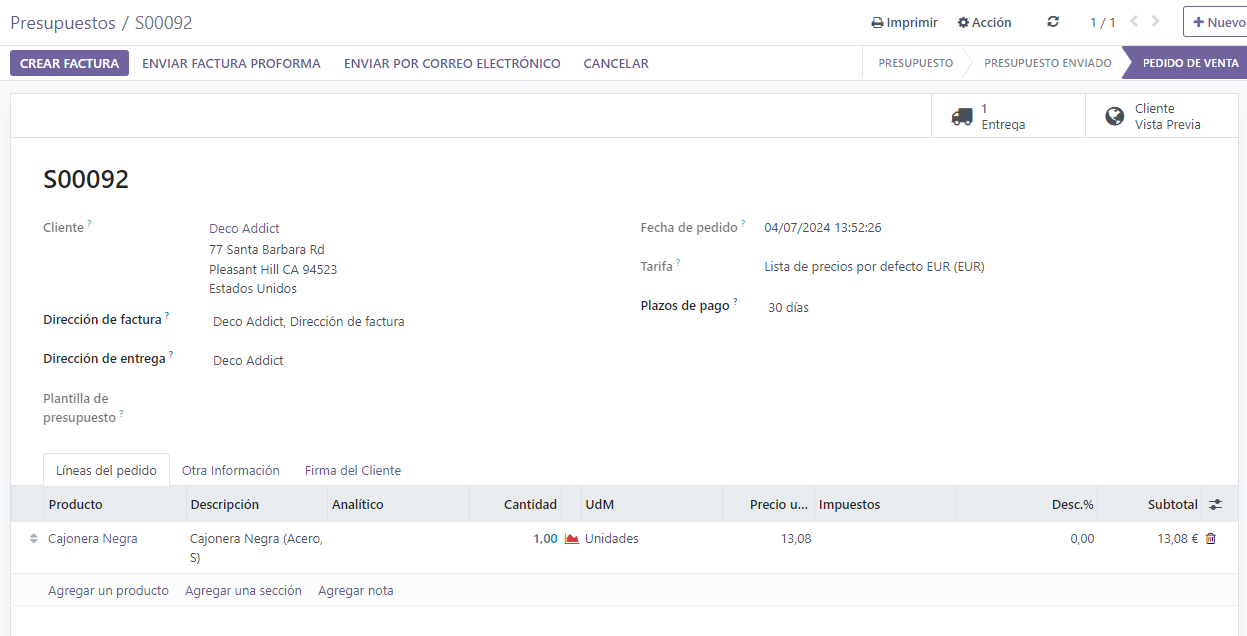 Presupuestos / S00092
Imprimir Acción 1 / 1 Nuevo
CREAR FACTURA ENVIAR FACTURA PROFORMA ENVIAR POR CORREO ELECTRÓNICO CANCELAR PRESUPUESTO PRESUPUESTO ENVIADO PEDIDO DE VENTA
1
Entrega
Cliente
Vista Previa
S00092
Cliente ? Deco Addict
77 Santa Barbara Rd
Pleasant Hill CA 94523
Estados Unidos
Dirección de factura ? Deco Addict, Dirección de factura
Dirección de entrega ? Deco Addict
Plantilla de
presupuesto ?
Fecha de pedido ? 04/07/2024 13:52:26
Tarifa ? Lista de precios por defecto EUR (EUR)
Plazos de pago ? 30 días
Líneas del pedido Otra Información Firma del Cliente
Producto Descripción Analítico Cantidad UdM Precio u... Impuestos Desc.% Subtotal
Cajonera Negra Cajonera Negra (Acero, 1,00 Unidades 13,08 0,00 13,08 €
S)
Agregar un producto Agregar una sección Agregar nota